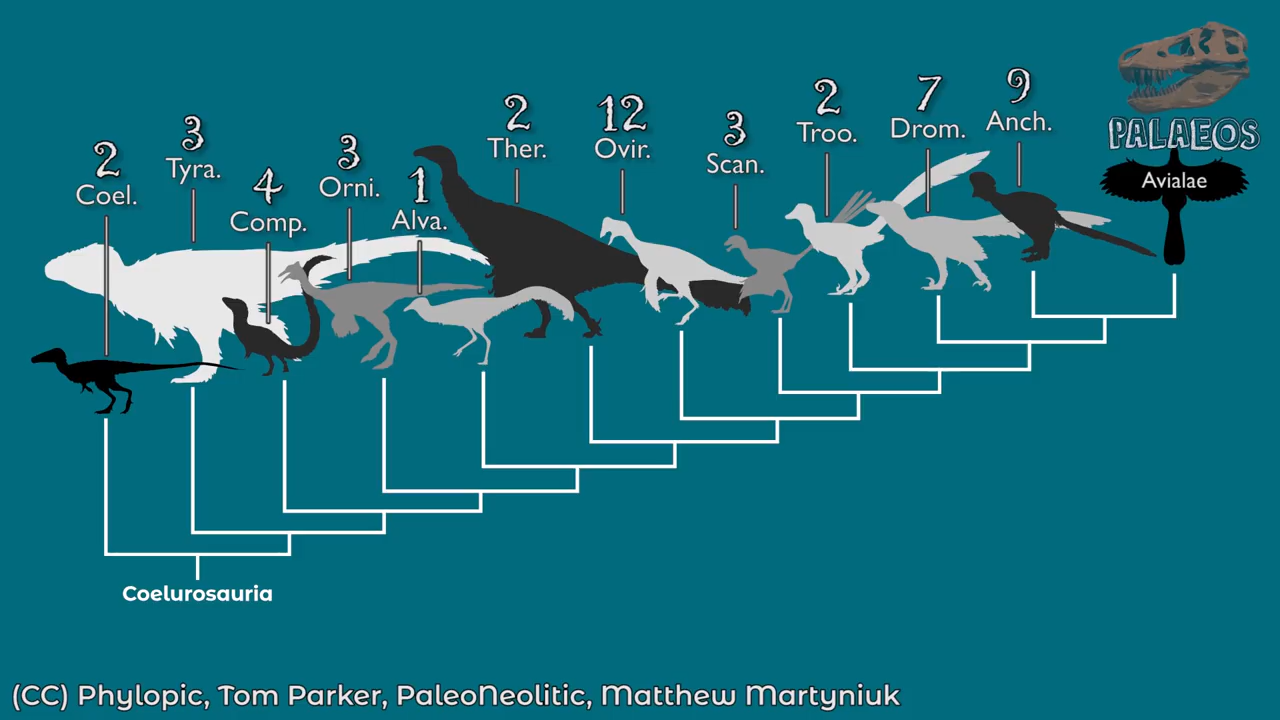 2
Coel.
3
Tyra.
4
Comp.
3
Orni.
1
Alva.
2
Ther.
12
Ovir.
3
Scan.
2
Troo.
7
Drom.
9
Anch.
PALAEOS
Avialae
Coelurosauria
(CC) Phylopic, Tom Parker, PaleoNeolitic, Matthew Martyniuk